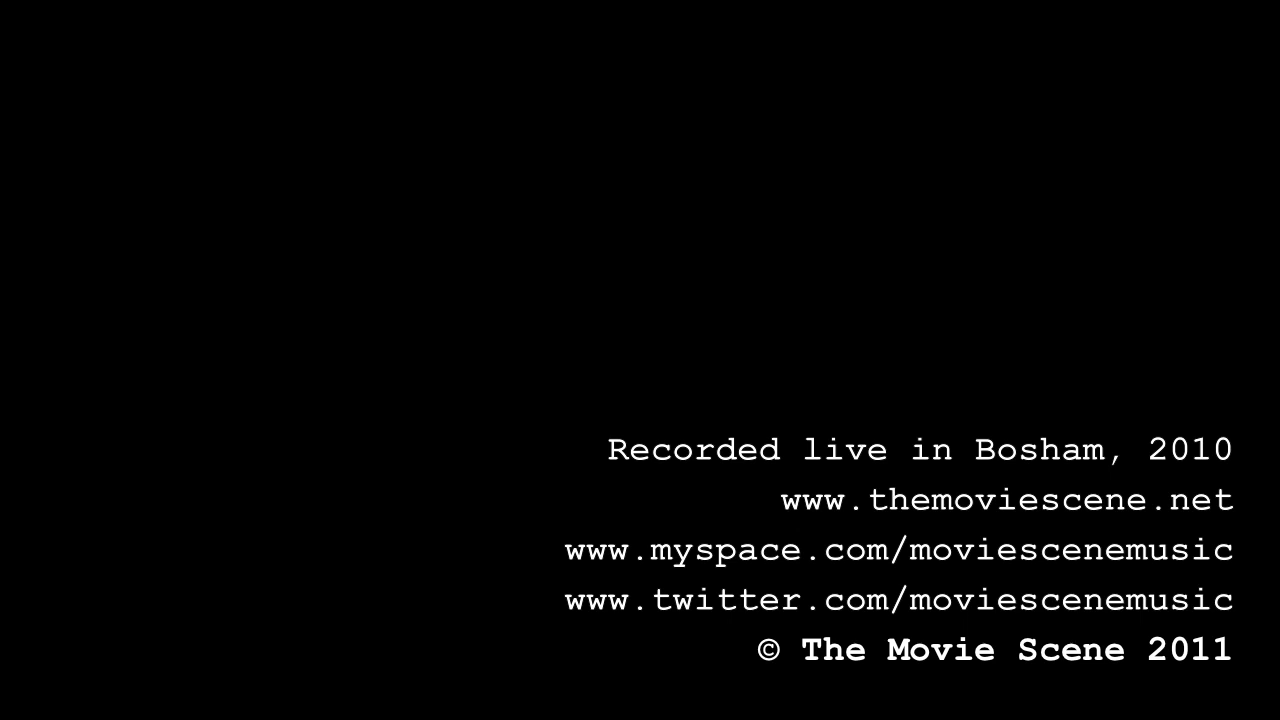 Recorded live in Bosham, 2010
www.themoviescene.net
www.myspace.com/moviescenemusic
www.twitter.com/moviescenemusic
© The Movie Scene 2011